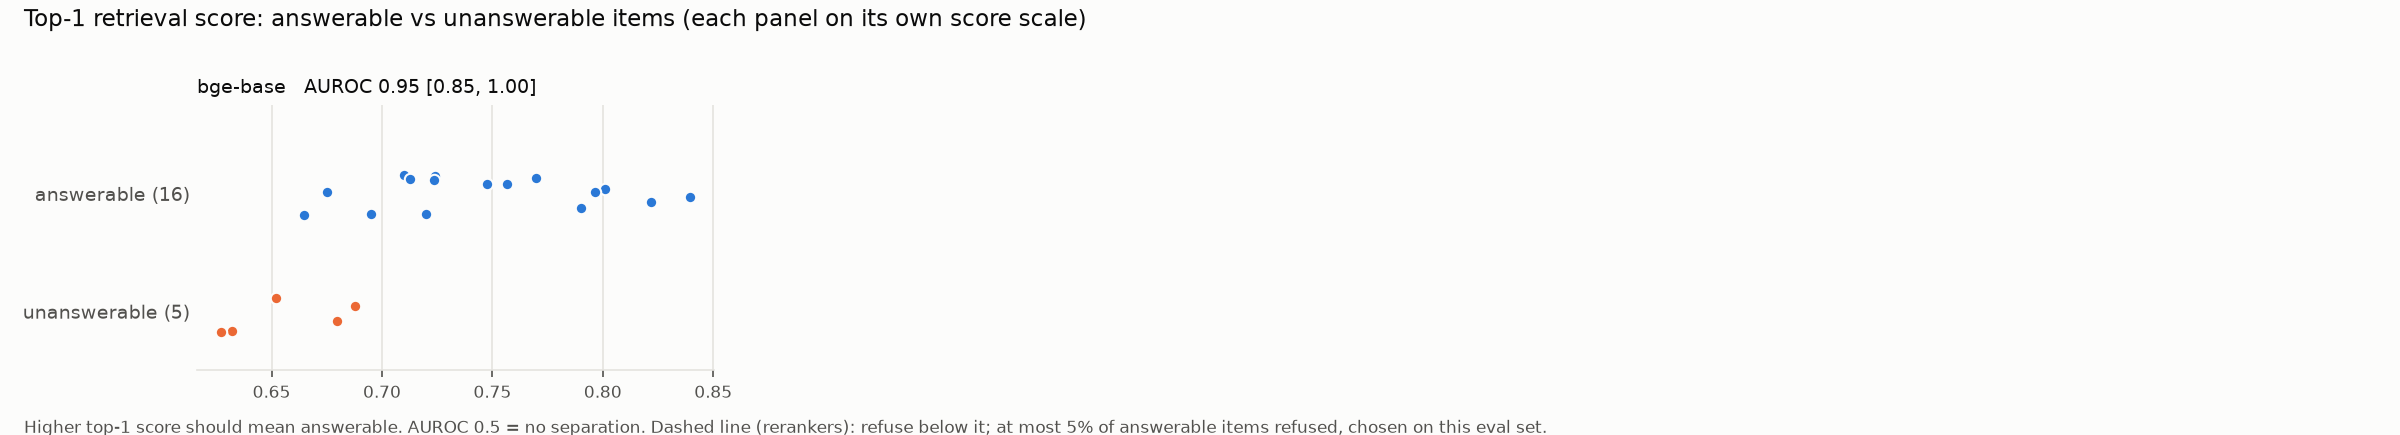 Top-1 retrieval score: answerable vs unanswerable items (each panel on its own score scale)
bge-base   AUROC 0.95 [0.85, 1.00]
answerable (16)
unanswerable (5)
0.65 0.70 0.75 0.80 0.85
Higher top-1 score should mean answerable. AUROC 0.5 = no separation. Dashed line (rerankers): refuse below it; at most 5% of answerable items refused, chosen on this eval set.